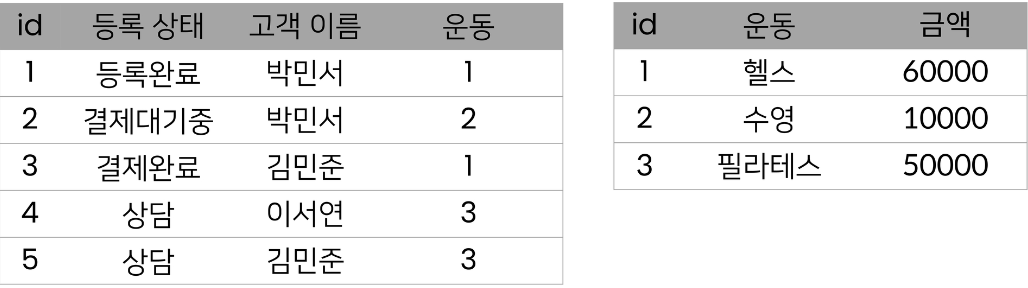 id 등록 상태 고객 이름 운동
1 등록완료 박민서 1
2 결제대기중 박민서 2
3 결제완료 김민준 1
4 상담 이서연 3
5 상담 김민준 3
id 운동 금액
1 헬스 60000
2 수영 10000
3 필라테스 50000